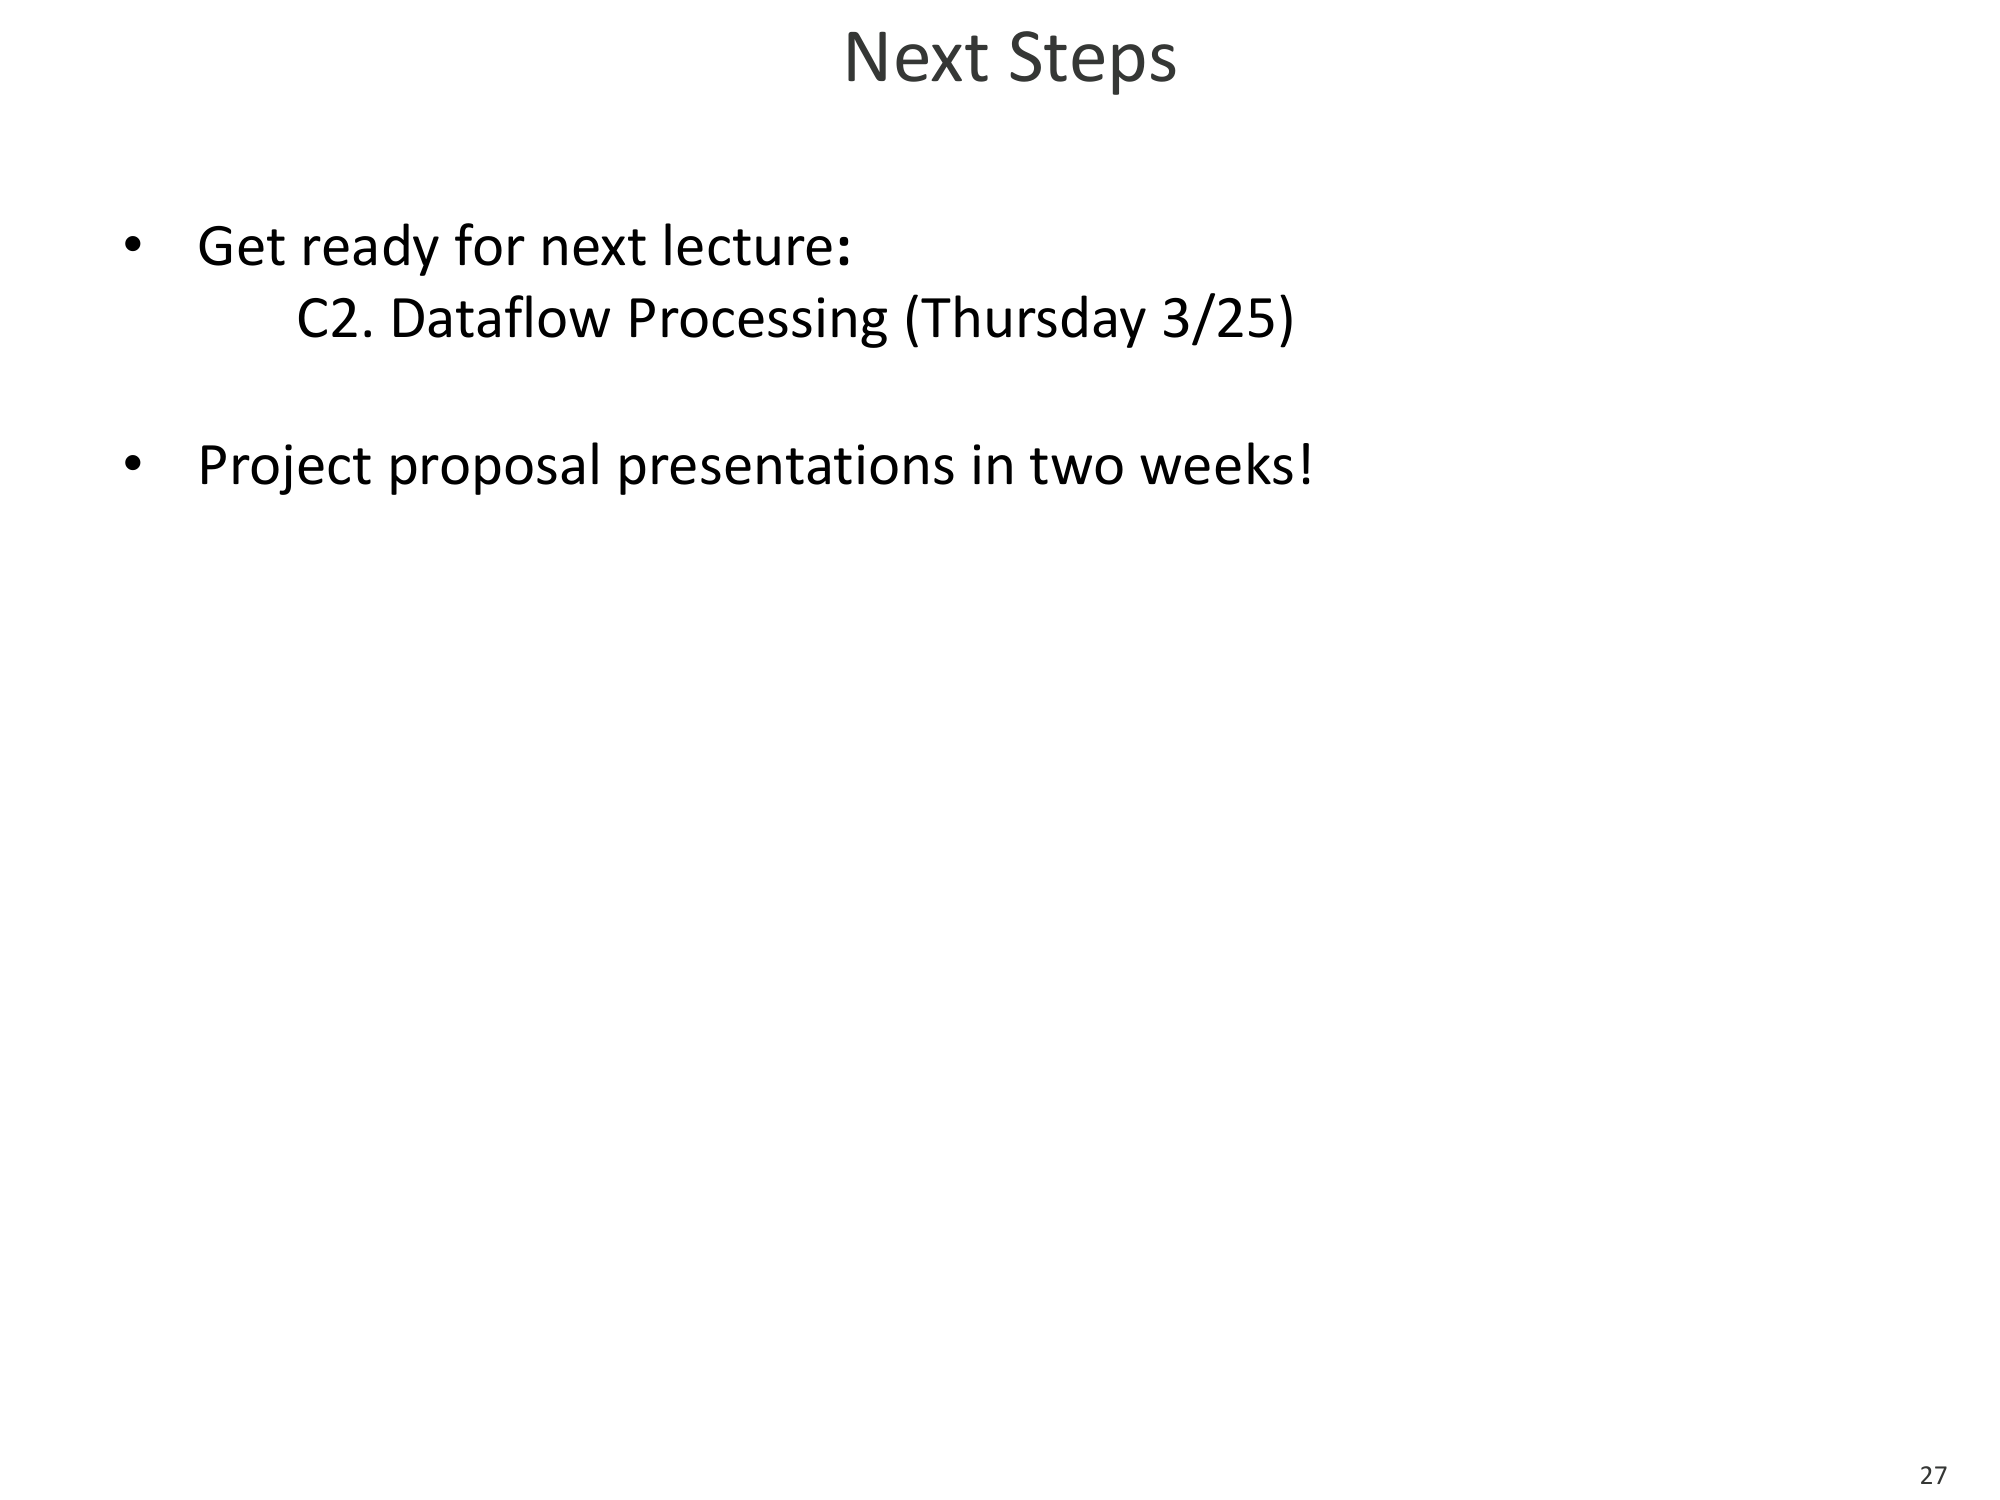 Next Steps
• Get ready for next lecture:
C2. Dataflow Processing (Thursday 3/25)
• Project proposal presentations in two weeks!
27